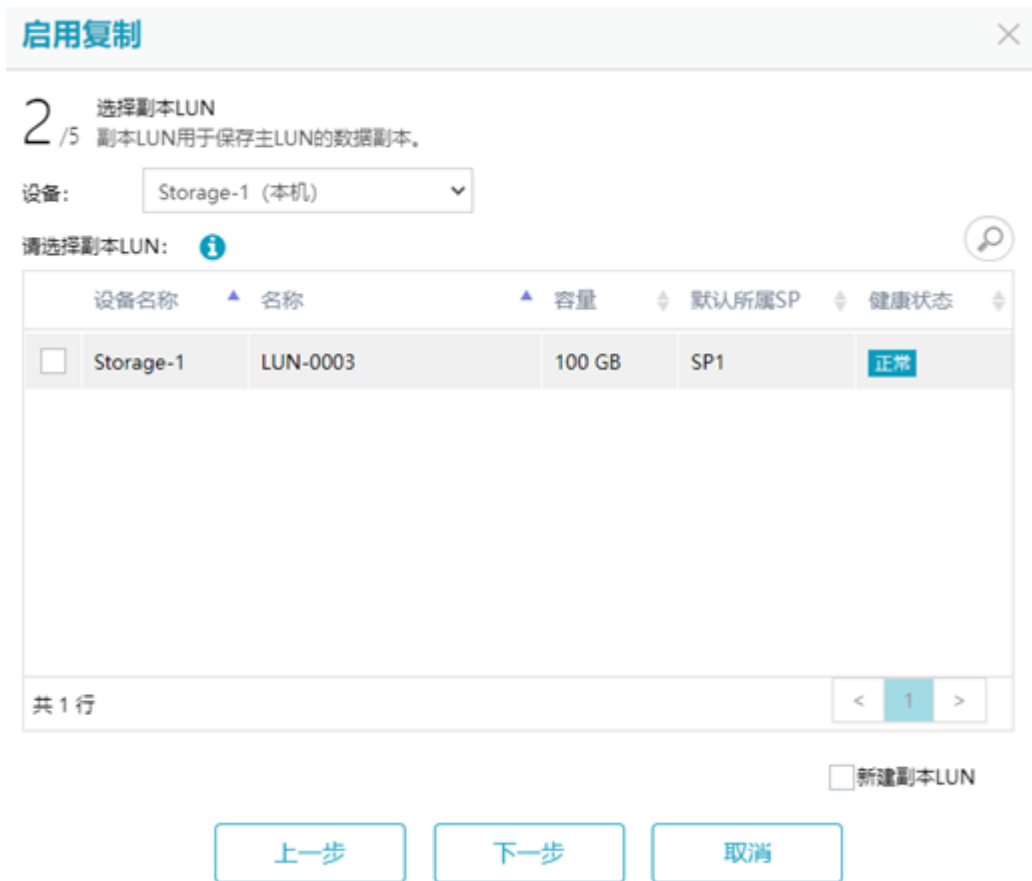 启用复制
2/5 选择副本LUN
副本LUN用于保存主LUN的数据副本。
设备: Storage-1 (本机)
请选择副本LUN:
设备名称 名称 容量 默认所属SP 健康状态
Storage-1 LUN-0003 100 GB SP1 正常
共 1 行 < 1 >
新建副本LUN
上一步 下一步 取消